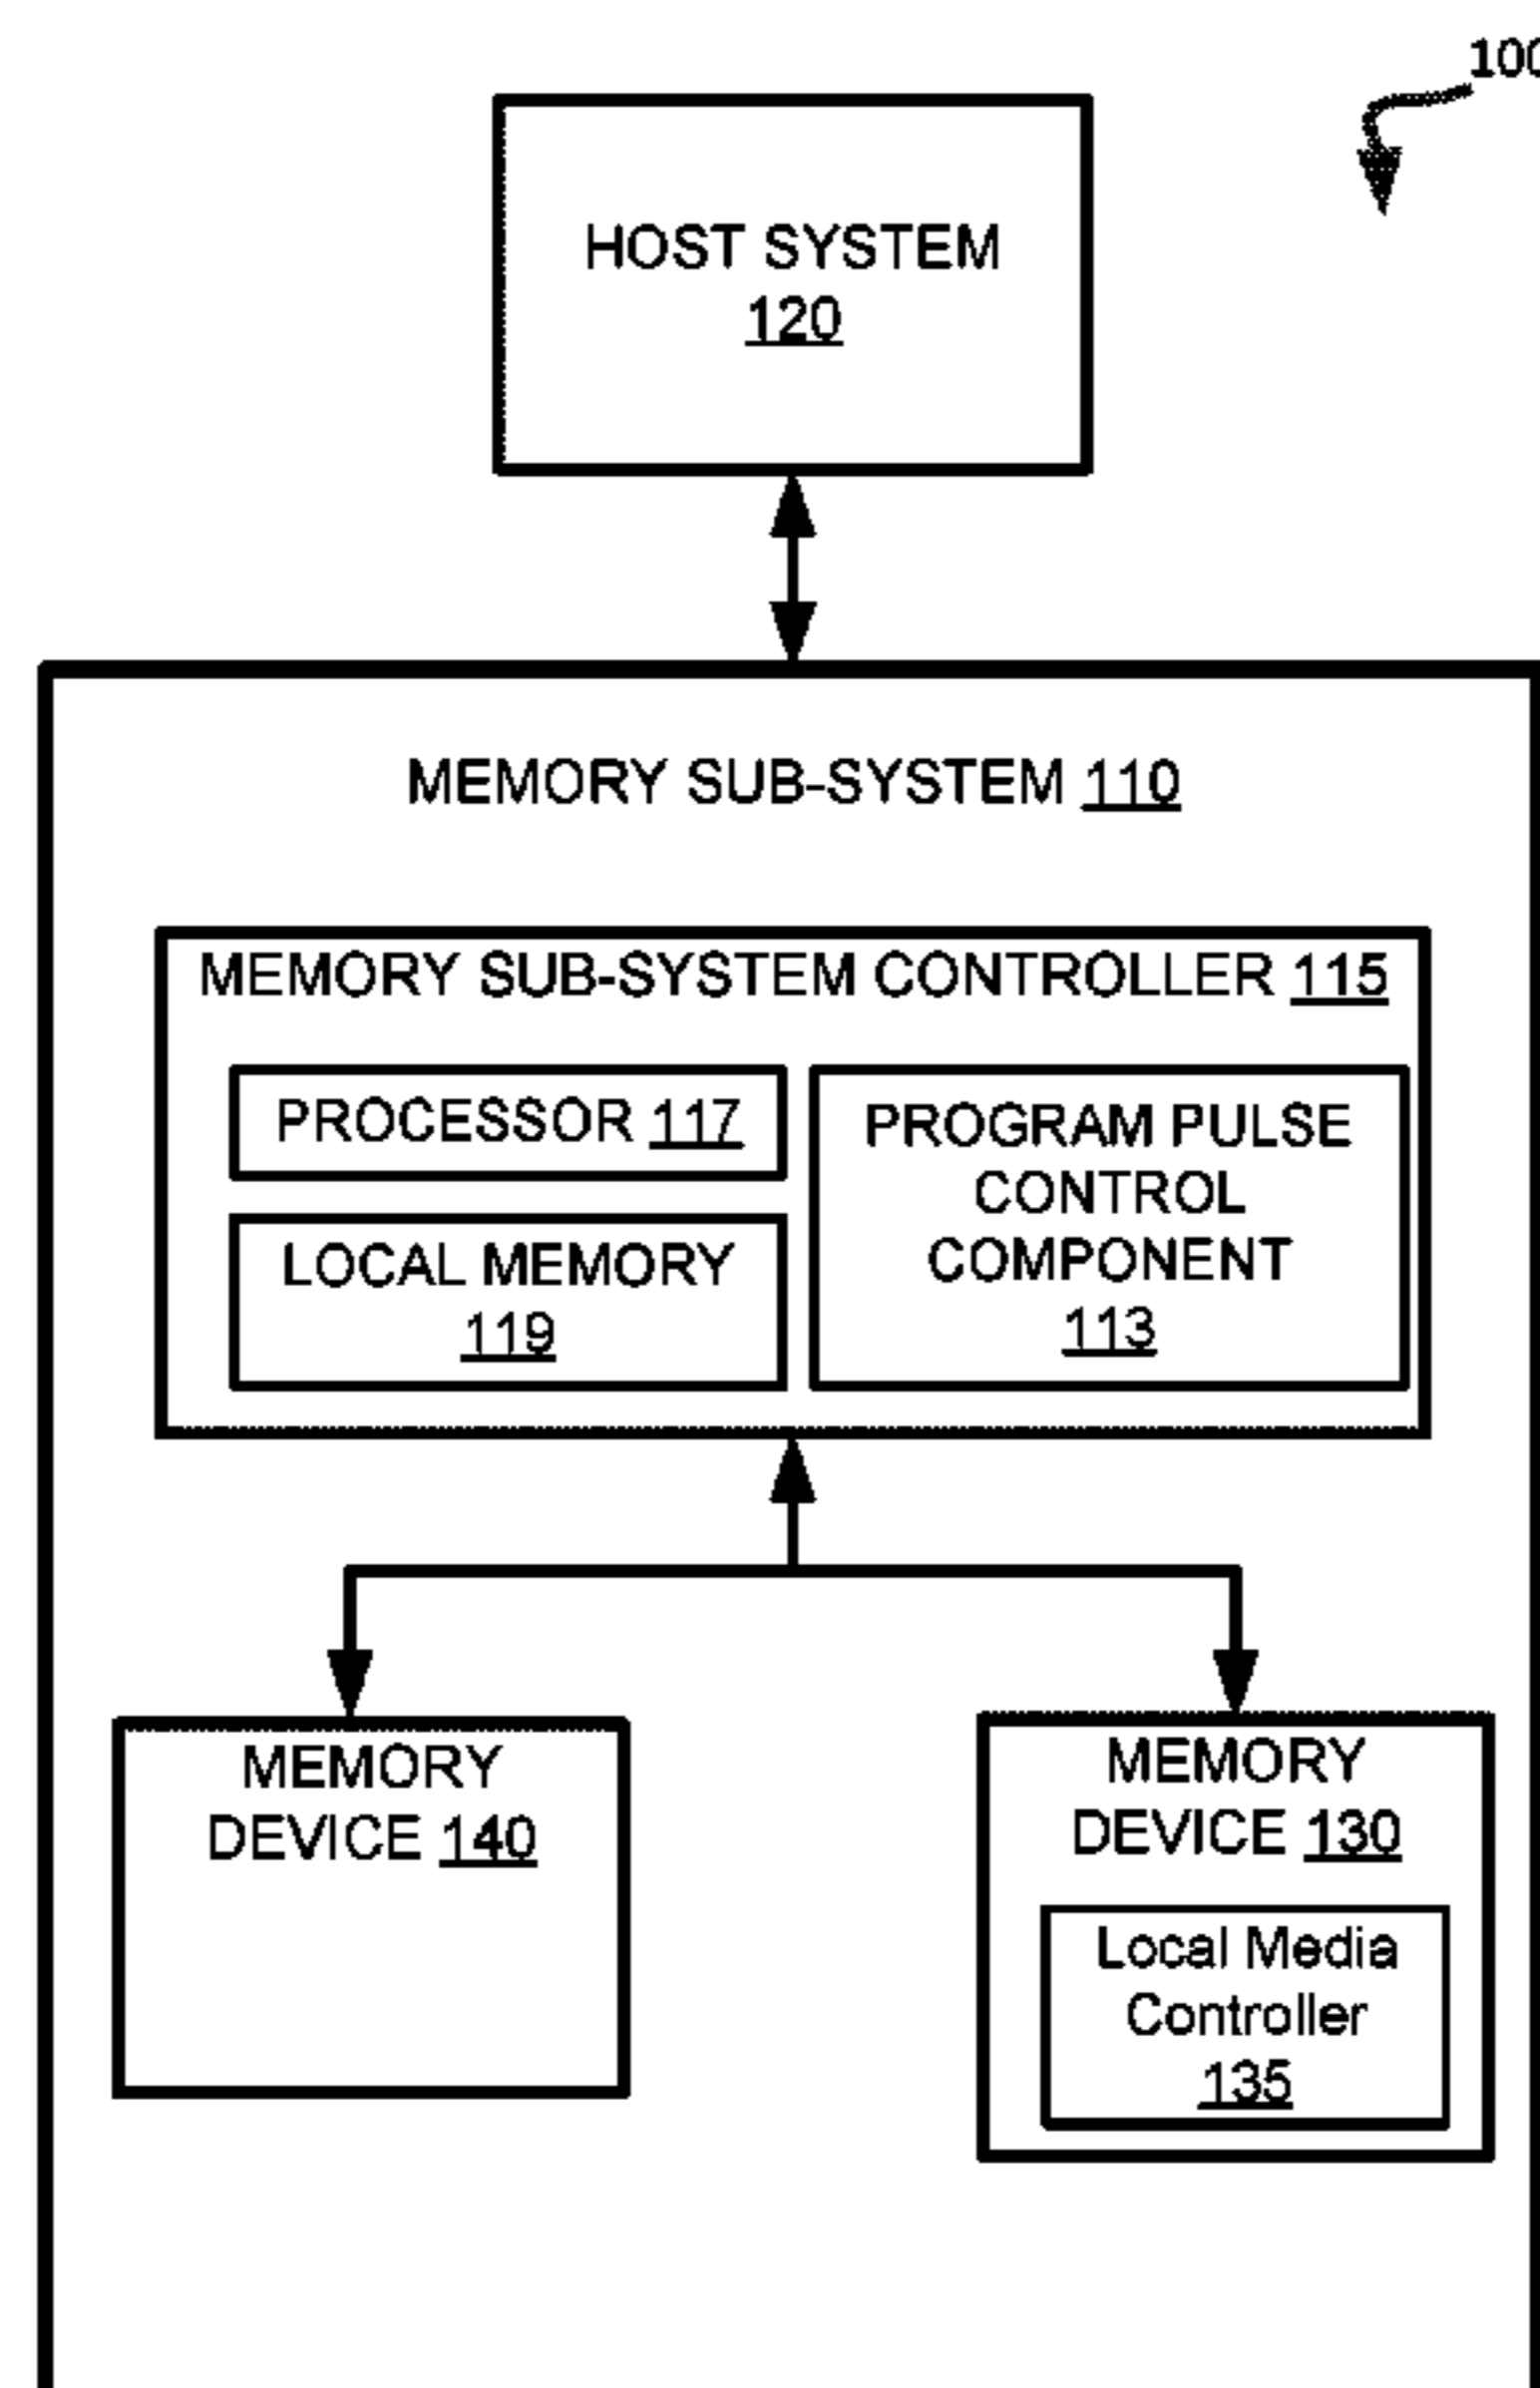 100
HOST SYSTEM
120
MEMORY SUB-SYSTEM 110
MEMORY SUB-SYSTEM CONTROLLER 115
PROCESSOR 117
LOCAL MEMORY
119
PROGRAM PULSE
CONTROL
COMPONENT
113
MEMORY
DEVICE 140
MEMORY
DEVICE 130
Local Media
Controller
135